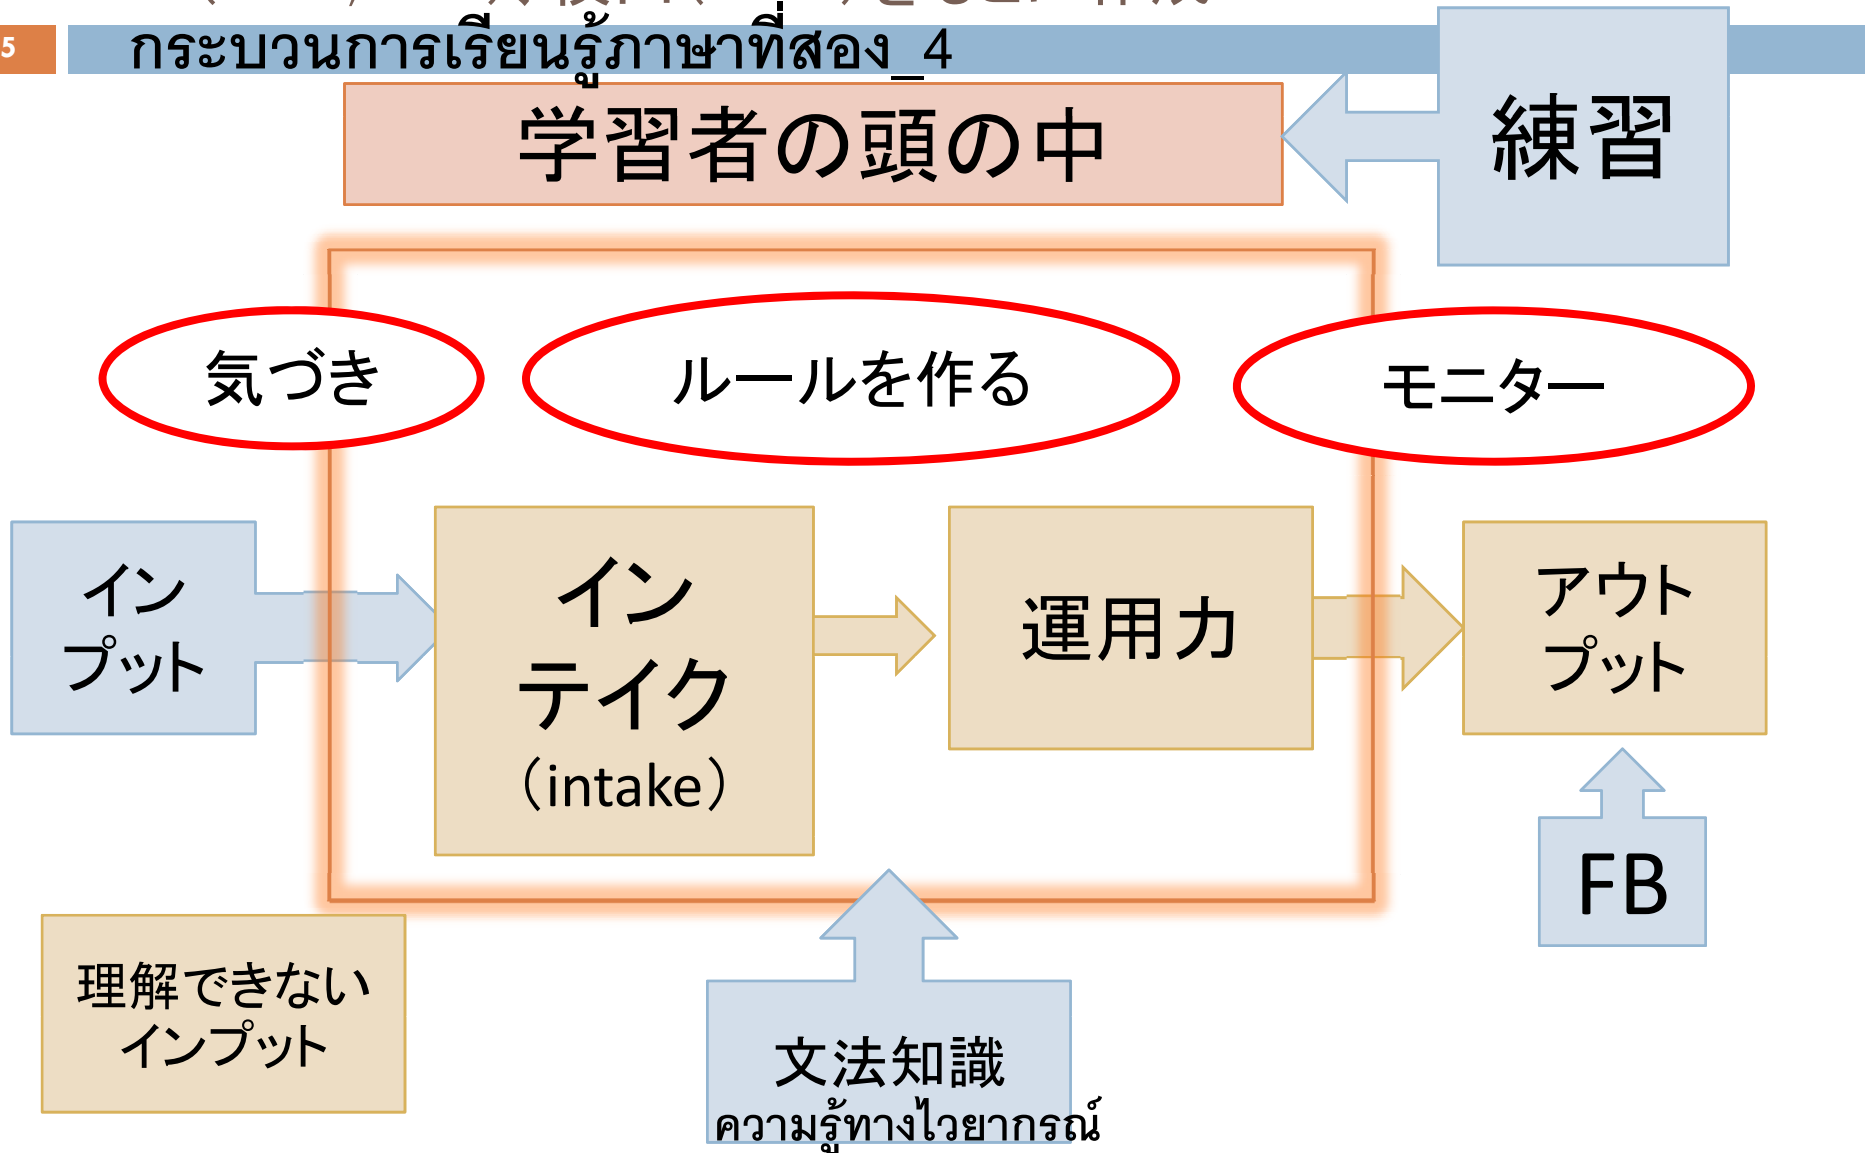 5
กระบวนการเรียนรู้ภาษาที่สอง_4
学習者の頭の中
練習
気づき
ルールを作る
モニター
イン
プット
イン
テイク
（intake）
運用力
アウト
プット
FB
理解できない
インプット
文法知識
ความรู้ทางไวยากรณ์